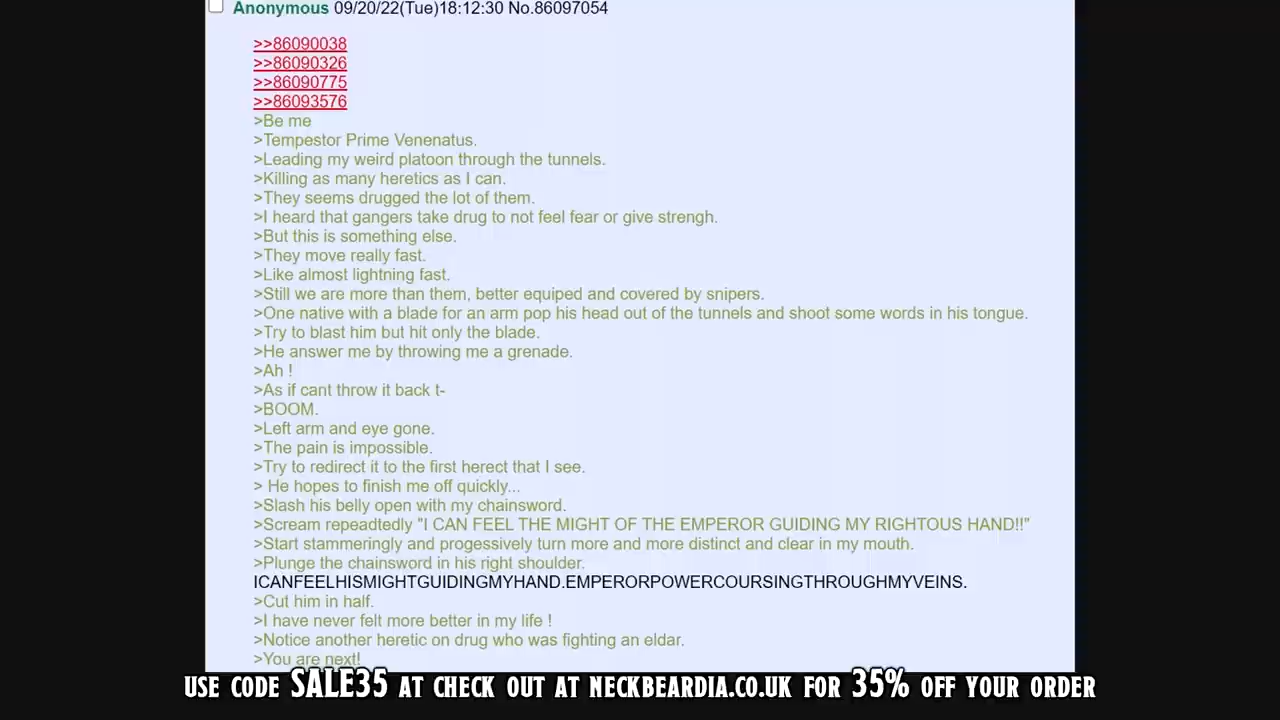 Anonymous 09/20/22(Tue)18:12:30 No.86097054
>>86090038
>>86090326
>>86090775
>>86093576
>Be me
>Tempestor Prime Venenatus.
>Leading my weird platoon through the tunnels.
>Killing as many heretics as I can.
>They seems drugged the lot of them.
>I heard that gangers take drug to not feel fear or give strengh.
>But this is something else.
>They move really fast.
>Like almost lightning fast.
>Still we are more than them, better equiped and covered by snipers.
>One native with a blade for an arm pop his head out of the tunnels and shoot some words in his tongue.
>Try to blast him but hit only the blade.
>He answer me by throwing me a grenade.
>Ah !
>As if cant throw it back t-
>BOOM.
>Left arm and eye gone.
>The pain is impossible.
>Try to redirect it to the first herect that I see.
> He hopes to finish me off quickly...
>Slash his belly open with my chainsword.
>Scream repeadtedly "I CAN FEEL THE MIGHT OF THE EMPEROR GUIDING MY RIGHTOUS HAND!!"
>Start stammeringly and progessively turn more and more distinct and clear in my mouth.
>Plunge the chainsword in his right shoulder.
ICANFEELHISMIGHTGUIDINGMYHAND.EMPERORPOWERCOURSINGTHROUGHMYVEINS.
>Cut him in half.
>I have never felt more better in my life !
>Notice another heretic on drug who was fighting an eldar.
>You are next!
USE CODE SALE35 AT CHECK OUT AT NECKBEARDIA.CO.UK FOR 35% OFF YOUR ORDER